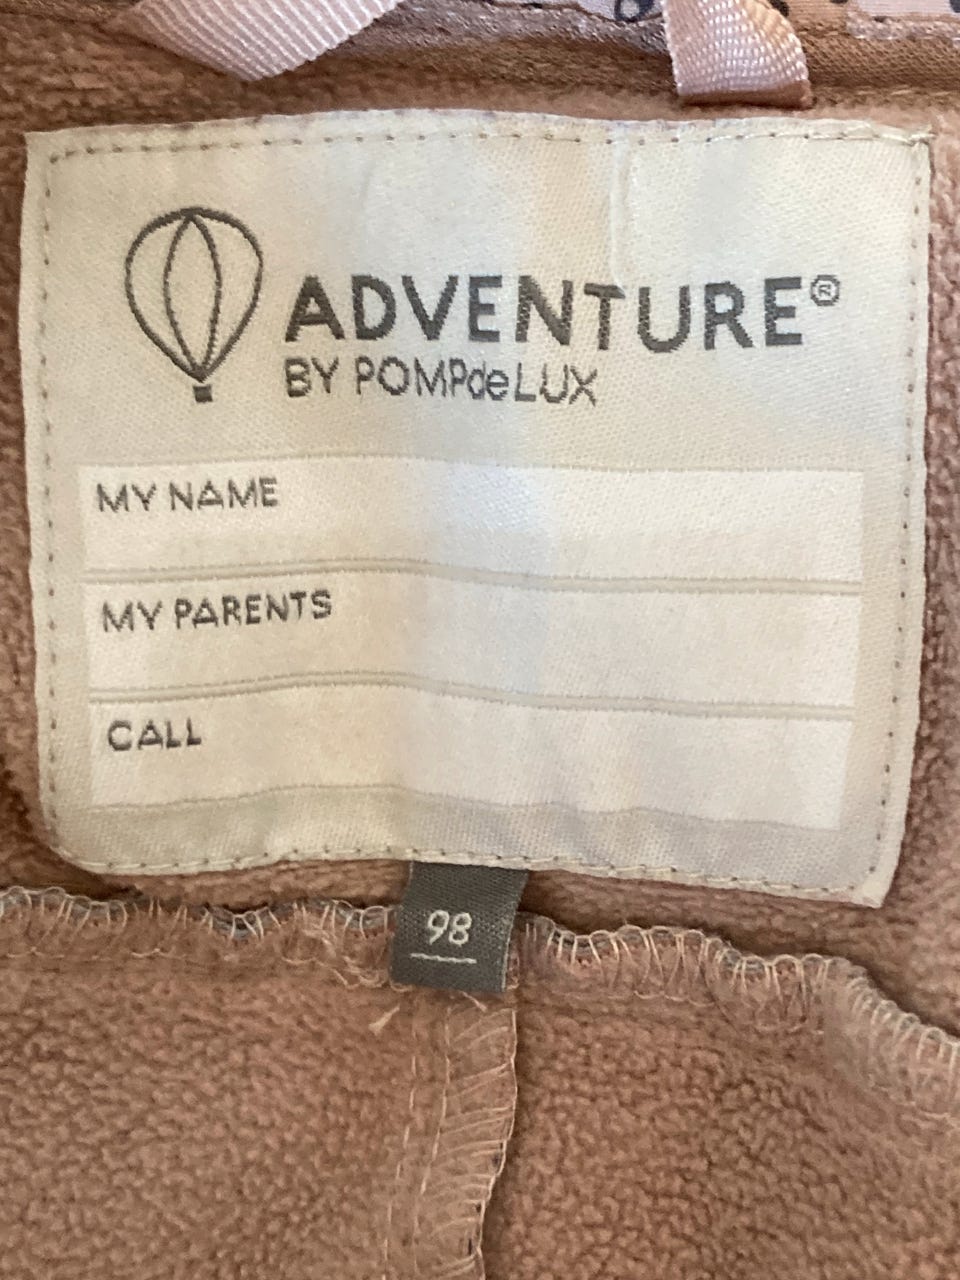 ADVENTURE®
BY POMPdeLUX
MY NAME
MY PARENTS
CALL
98